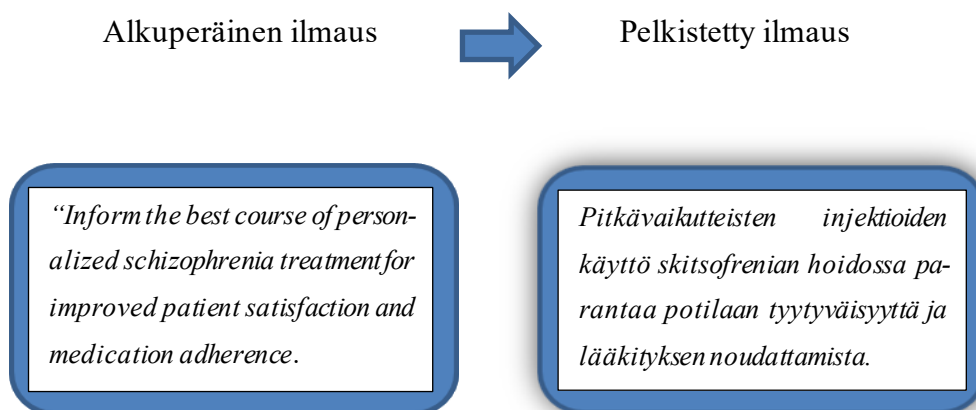 Alkuperäinen ilmaus
Pelkistetty ilmaus
“Inform the best course of person-
alized schizophrenia treatment for
improved patient satisfaction and
medication adherence.
Pitkävaikutteisten injektioiden
käyttö skitsofrenian hoidossa pa-
rantaa potilaan tyytyväisyyttä ja
lääkityksen noudattamista.